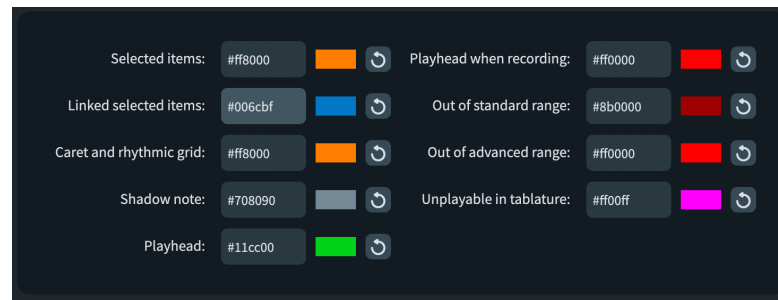 Selected items: #ff8000 Playhead when recording: #ff0000
Linked selected items: #006cbf Out of standard range: #8b0000
Caret and rhythmic grid: #ff8000 Out of advanced range: #ff0000
Shadow note: #708090 Unplayable in tablature: #ff00ff
Playhead: #11cc00